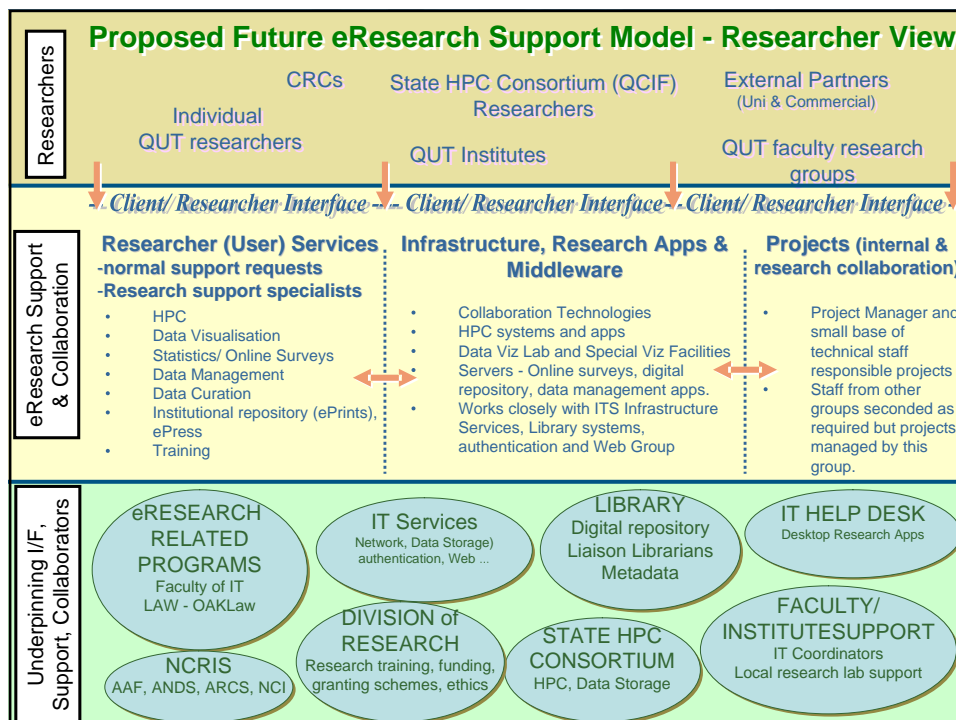 Proposed Future eResearch Support Model - Researcher View
Researchers
CRCs
State HPC Consortium (QCIF)
Researchers
External Partners
(Uni & Commercial)
Individual
QUT researchers
QUT Institutes
QUT faculty research
groups
- - Client/ Researcher Interface - - - Client/ Researcher Interface - - Client/ Researcher Interface -
eResearch Support
& Collaboration
Researcher (User) Services
-normal support requests
-Research support specialists
• HPC
• Data Visualisation
• Statistics/ Online Surveys
• Data Management
• Data Curation
• Institutional repository (ePrints),
ePress
• Training
Infrastructure, Research Apps &
Middleware
• Collaboration Technologies
• HPC systems and apps
• Data Viz Lab and Special Viz Facilities
• Servers - Online surveys, digital
repository, data management apps.
• Works closely with ITS Infrastructure
Services, Library systems,
authentication and Web Group
Projects (internal &
research collaboration)
• Project Manager and
small base of
technical staff
responsible projects
• Staff from other
groups seconded as
required but projects
managed by this
group.
Underpinning I/F,
Support, Collaborators
eRESEARCH
RELATED
PROGRAMS
Faculty of IT
LAW - OAKLaw
IT Services
Network, Data Storage)
authentication, Web ...
LIBRARY
Digital repository
Liaison Librarians
Metadata
IT HELP DESK
Desktop Research Apps
NCRIS
AAF, ANDS, ARCS, NCI
DIVISION of
RESEARCH
Research training, funding,
granting schemes, ethics
STATE HPC
CONSORTIUM
HPC, Data Storage
FACULTY/
INSTITUTESUPPORT
IT Coordinators
Local research lab support